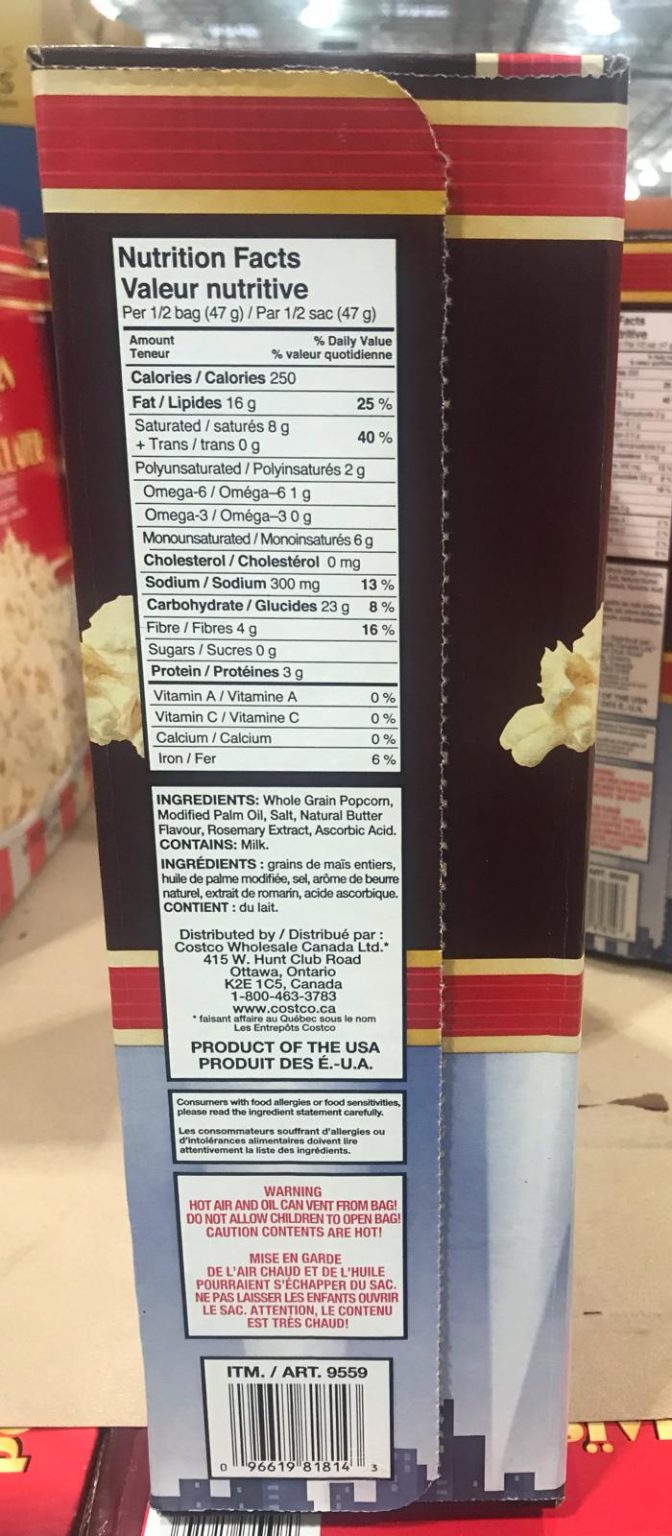 Nutrition Facts
Valeur nutritive
Per 1/2 bag (47 g) / Par 1/2 sac (47 g)
Amount % Daily Value
Teneur % valeur quotidienne
Calories / Calories 250
Fat / Lipides 16 g 25 %
Saturated / saturés 8 g
+ Trans / trans 0 g 40 %
Polyunsaturated / Polyinsaturés 2 g
Omega-6 / Oméga–6 1 g
Omega-3 / Oméga–3 0 g
Monounsaturated / Monoinsaturés 6 g
Cholesterol / Cholestérol 0 mg
Sodium / Sodium 300 mg 13 %
Carbohydrate / Glucides 23 g 8 %
Fibre / Fibres 4 g 16 %
Sugars / Sucres 0 g
Protein / Protéines 3 g
Vitamin A / Vitamine A 0 %
Vitamin C / Vitamine C 0 %
Calcium / Calcium 0 %
Iron / Fer 6 %
INGREDIENTS: Whole Grain Popcorn,
Modified Palm Oil, Salt, Natural Butter
Flavour, Rosemary Extract, Ascorbic Acid.
CONTAINS: Milk.
INGRÉDIENTS : grains de maïs entiers,
huile de palme modifiée, sel, arôme de beurre
naturel, extrait de romarin, acide ascorbique.
CONTIENT : du lait.
Distributed by / Distribué par :
Costco Wholesale Canada Ltd.*
415 W. Hunt Club Road
Ottawa, Ontario
K2E 1C5, Canada
1-800-463-3783
www.costco.ca
* faisant affaire au Québec sous le nom
Les Entrepôts Costco
PRODUCT OF THE USA
PRODUIT DES É.-U.A.
Consumers with food allergies or food sensitivities,
please read the ingredient statement carefully.
Les consommateurs souffrant d'allergies ou
d'intolérances alimentaires doivent lire
attentivement la liste des ingrédients.
WARNING
HOT AIR AND OIL CAN VENT FROM BAG!
DO NOT ALLOW CHILDREN TO OPEN BAG!
CAUTION CONTENTS ARE HOT!
MISE EN GARDE
DE L'AIR CHAUD ET DE L'HUILE
POURRAIENT S'ÉCHAPPER DU SAC.
NE PAS LAISSER LES ENFANTS OUVRIR
LE SAC. ATTENTION, LE CONTENU
EST TRÈS CHAUD!
ITM. / ART. 9559
0 96619 81814 3